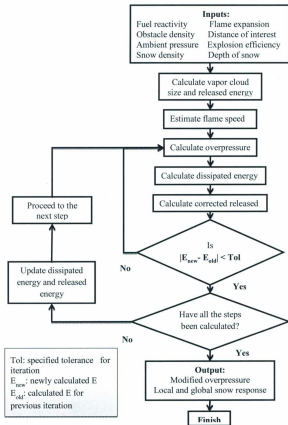 Inputs:
Fuel reactivity Flame expansion
Obstacle density Distance of interest
Ambient pressure Explosion efficiency
Snow density Depth of snow
Calculate vapor cloud
size and released energy
Estimate flame speed
Calculate overpressure
Calculate dissipated energy
Calculate corrected released
Proceed to the
next step
Is
|Enew- Eold| < Tol
No
Yes
Update dissipated
energy and released
energy
Have all the steps
been calculated?
No
Yes
Tol: specified tolerance for
iteration
Enew: newly calculated E
Eold: calculated E for
previous iteration
Output:
Modified overpressure
Local and global snow response
Finish